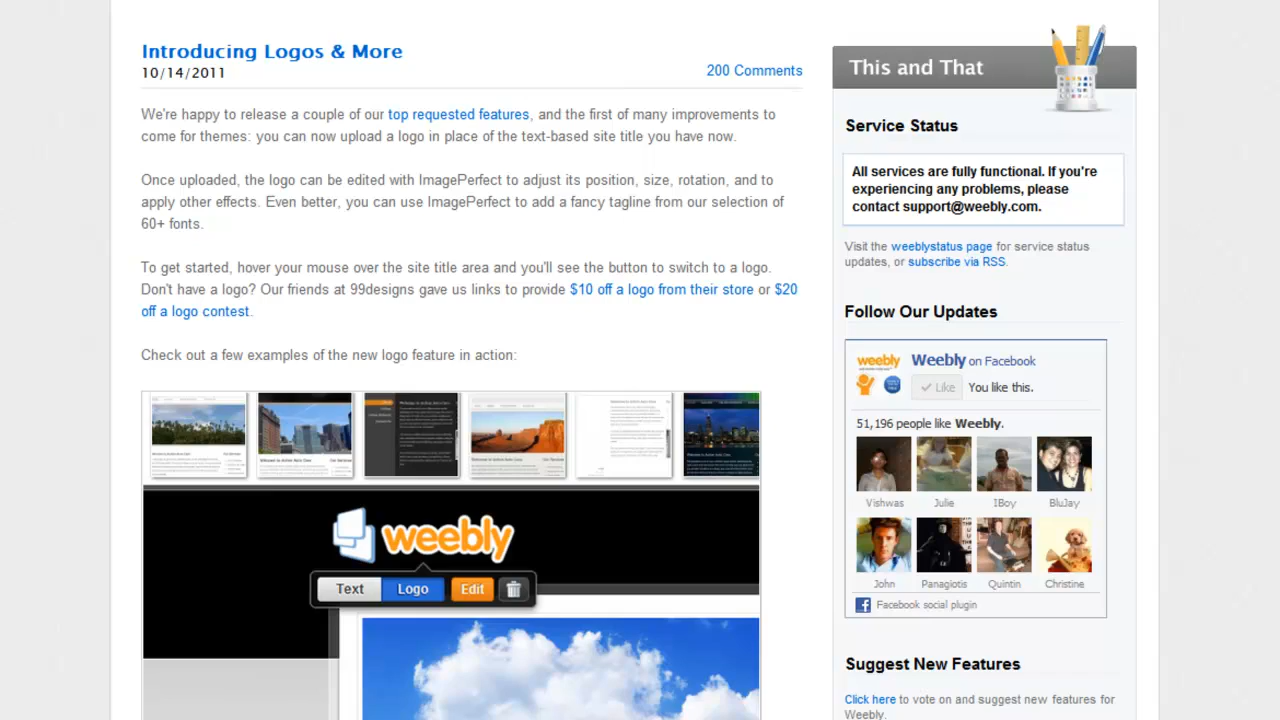 Introducing Logos & More
10/14/2011
200 Comments
We're happy to release a couple of our top requested features, and the first of many improvements to
come for themes: you can now upload a logo in place of the text-based site title you have now.
Once uploaded, the logo can be edited with ImagePerfect to adjust its position, size, rotation, and to
apply other effects. Even better, you can use ImagePerfect to add a fancy tagline from our selection of
60+ fonts.
To get started, hover your mouse over the site title area and you'll see the button to switch to a logo.
Don't have a logo? Our friends at 99designs gave us links to provide $10 off a logo from their store or $20
off a logo contest.
Check out a few examples of the new logo feature in action:
weebly
Text Logo Edit
This and That
Service Status
All services are fully functional. If you're
experiencing any problems, please
contact support@weebly.com.
Visit the weeblystatus page for service status
updates, or subscribe via RSS.
Follow Our Updates
weebly
Weebly on Facebook
Like You like this.
51,196 people like Weebly.
Vishwas Julie IBoy BluJay
John Panagiotis Quintin Christine
Facebook social plugin
Suggest New Features
Click here to vote on and suggest new features for
Weebly.